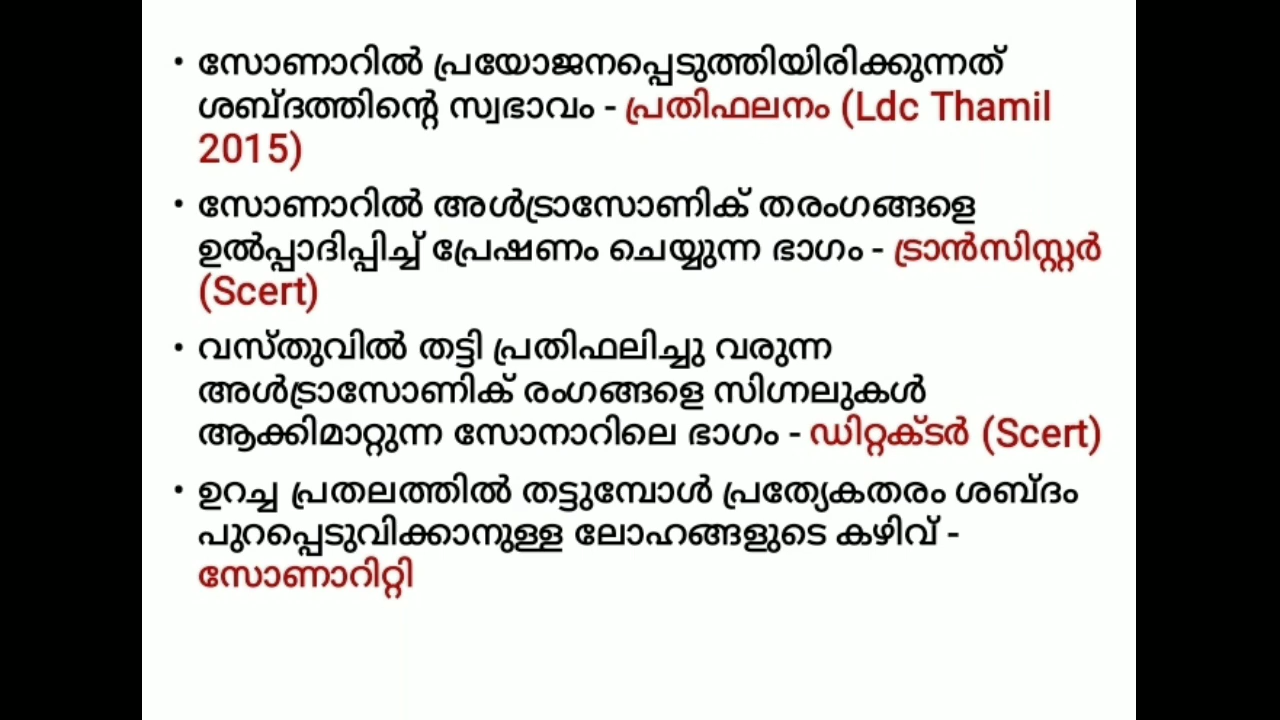 • സോണാറിൽ പ്രയോജനപ്പെടുത്തിയിരിക്കുന്നത്
ശബ്ദത്തിന്റെ സ്വഭാവം - പ്രതിഫലനം (Ldc Thamil
2015)
• സോണാറിൽ അൾട്രാസോണിക് തരംഗങ്ങളെ
ഉൽപ്പാദിപ്പിച്ച് പ്രേഷണം ചെയ്യുന്ന ഭാഗം - ട്രാൻസിസ്റ്റർ
(Scert)
• വസ്തുവിൽ തട്ടി പ്രതിഫലിച്ചു വരുന്ന
അൾട്രാസോണിക് രംഗങ്ങളെ സിഗ്നലുകൾ
ആക്കിമാറ്റുന്ന സോനാറിലെ ഭാഗം - ഡിറ്റക്ടർ (Scert)
• ഉറച്ച പ്രതലത്തിൽ തട്ടുമ്പോൾ പ്രത്യേകതരം ശബ്ദം
പുറപ്പെടുവിക്കാനുള്ള ലോഹങ്ങളുടെ കഴിവ് -
സോണാറിറ്റി